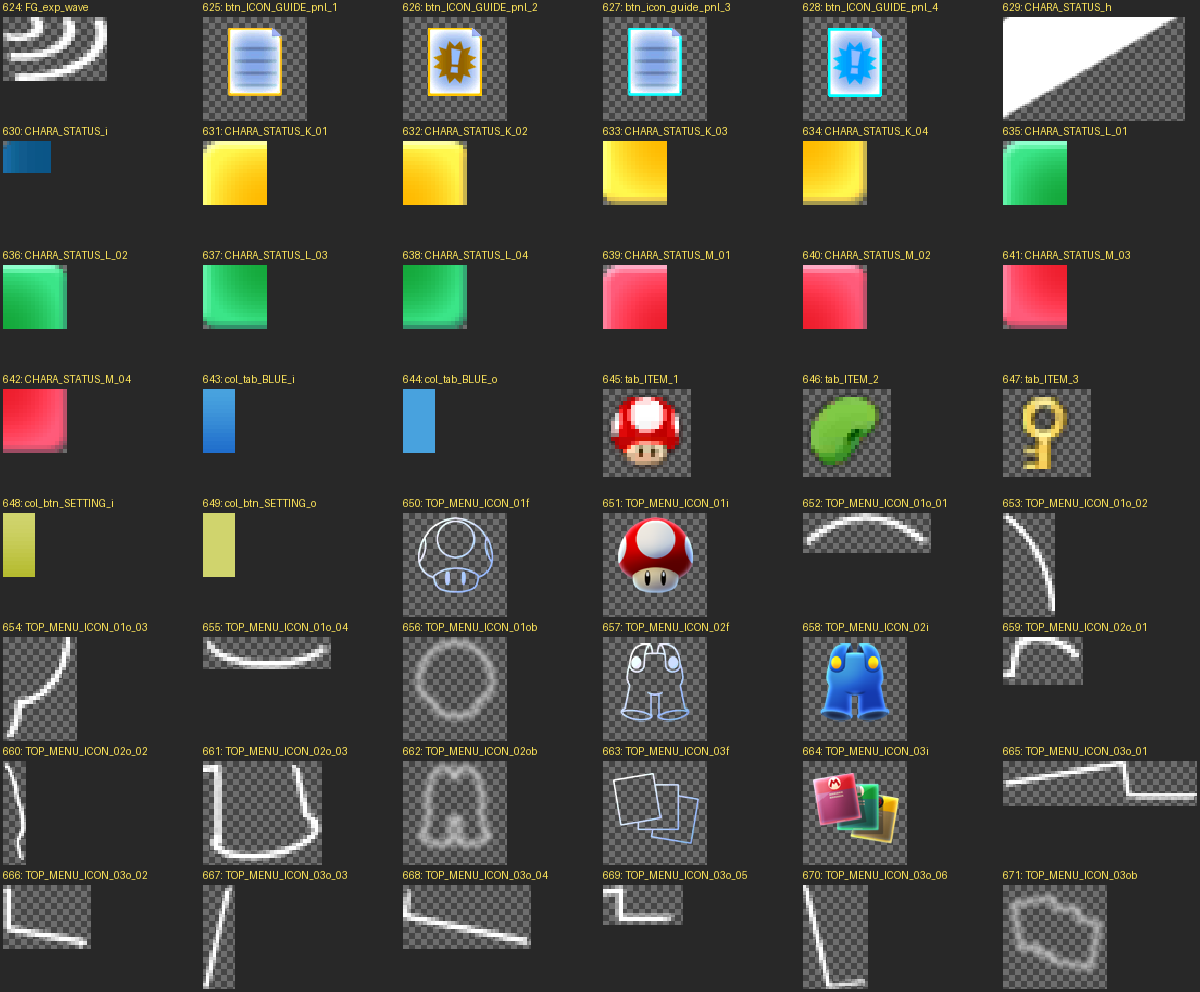 624: FG_exp_wave
625: btn_ICON_GUIDE_pnl_1
626: btn_ICON_GUIDE_pnl_2
627: btn_icon_guide_pnl_3
628: btn_ICON_GUIDE_pnl_4
629: CHARA_STATUS_h
630: CHARA_STATUS_i
631: CHARA_STATUS_K_01
632: CHARA_STATUS_K_02
633: CHARA_STATUS_K_03
634: CHARA_STATUS_K_04
635: CHARA_STATUS_L_01
636: CHARA_STATUS_L_02
637: CHARA_STATUS_L_03
638: CHARA_STATUS_L_04
639: CHARA_STATUS_M_01
640: CHARA_STATUS_M_02
641: CHARA_STATUS_M_03
642: CHARA_STATUS_M_04
643: col_tab_BLUE_i
644: col_tab_BLUE_o
645: tab_ITEM_1
646: tab_ITEM_2
647: tab_ITEM_3
648: col_btn_SETTING_i
649: col_btn_SETTING_o
650: TOP_MENU_ICON_01f
651: TOP_MENU_ICON_01i
652: TOP_MENU_ICON_01o_01
653: TOP_MENU_ICON_01o_02
654: TOP_MENU_ICON_01o_03
655: TOP_MENU_ICON_01o_04
656: TOP_MENU_ICON_01ob
657: TOP_MENU_ICON_02f
658: TOP_MENU_ICON_02i
659: TOP_MENU_ICON_02o_01
660: TOP_MENU_ICON_02o_02
661: TOP_MENU_ICON_02o_03
662: TOP_MENU_ICON_02ob
663: TOP_MENU_ICON_03f
664: TOP_MENU_ICON_03i
665: TOP_MENU_ICON_03o_01
666: TOP_MENU_ICON_03o_02
667: TOP_MENU_ICON_03o_03
668: TOP_MENU_ICON_03o_04
669: TOP_MENU_ICON_03o_05
670: TOP_MENU_ICON_03o_06
671: TOP_MENU_ICON_03ob